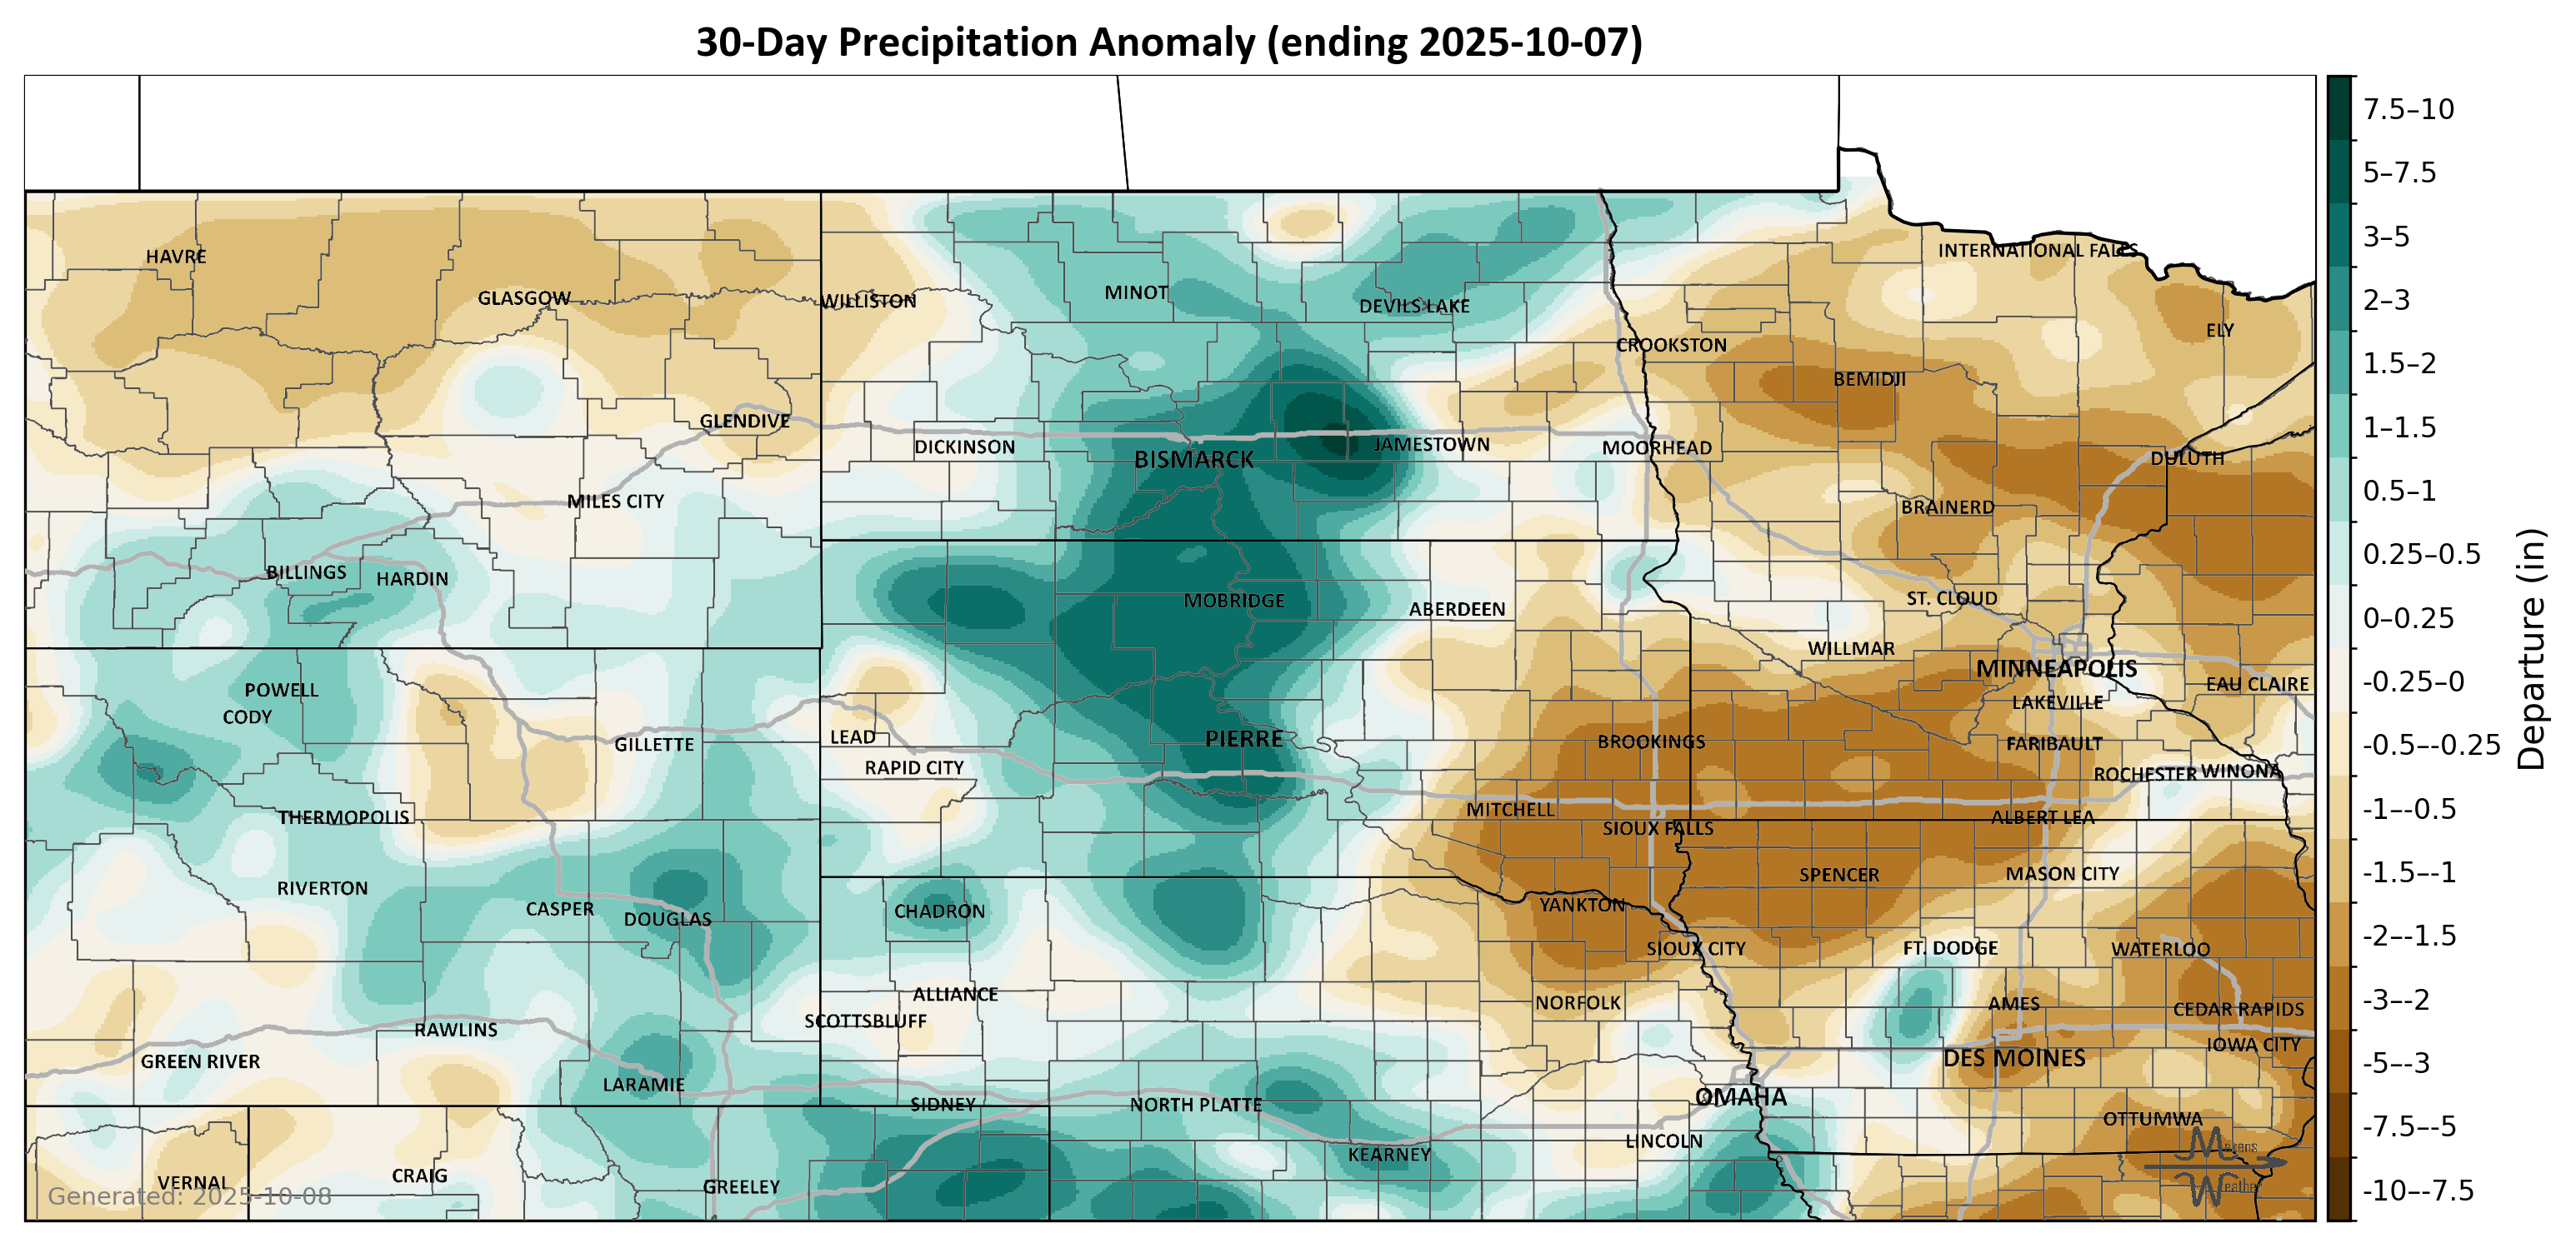 30-Day Precipitation Anomaly (ending 2025-10-07)
HAVRE
GLASGOW
WILLISTON
MINOT
DEVILS LAKE
INTERNATIONAL FALLS
ELY
CROOKSTON
BEMIDJI
GLENDIVE
DICKINSON
BISMARCK
JAMESTOWN
MOORHEAD
DULUTH
MILES CITY
BRAINERD
BILLINGS
HARDIN
MOBRIDGE
ABERDEEN
ST. CLOUD
WILLMAR
MINNEAPOLIS
EAU CLAIRE
POWELL
CODY
LAKEVILLE
GILLETTE
LEAD
PIERRE
BROOKINGS
FARIBAULT
RAPID CITY
ROCHESTER
WINONA
THERMOPOLIS
MITCHELL
SIOUX FALLS
ALBERT LEA
RIVERTON
SPENCER
MASON CITY
CASPER
DOUGLAS
CHADRON
YANKTON
SIOUX CITY
FT. DODGE
WATERLOO
ALLIANCE
NORFOLK
AMES
CEDAR RAPIDS
SCOTTSBLUFF
RAWLINS
IOWA CITY
GREEN RIVER
DES MOINES
LARAMIE
SIDNEY
NORTH PLATTE
OMAHA
OTTUMWA
LINCOLN
KEARNEY
VERNAL
CRAIG
GREELEY
Generated: 2025-10-08
Makens
Weather
7.5–10
5–7.5
3–5
2–3
1.5–2
1–1.5
0.5–1
0.25–0.5
0–0.25
-0.25–0
-0.5–-0.25
-1–-0.5
-1.5–-1
-2–-1.5
-3–-2
-5–-3
-7.5–-5
-10–-7.5
Departure (in)